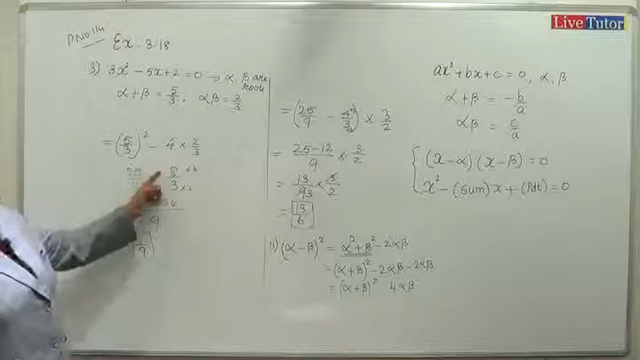 Live Tutor
P.No 114
Ex-3.18
3) 3x² - 5x + 2 = 0 → α, β are roots
α + β = 5/3, αβ = 2/3
= (5/3)² - 4 × 2/3
= (25/9 - 4/3) × 3/2
= 25-12/9 × 3/2
= 13/93 × 3/2
= 13/6
(ii) (α - β)² = α² + β² - 2αβ
= (α + β)² - 2αβ - 2αβ
= (α + β)² 4αβ
ax² + bx + c = 0, α, β
α + β = -b/a
αβ = c/a
(x - α)(x - β) = 0
x² - (Sum)x + (Pdt) = 0